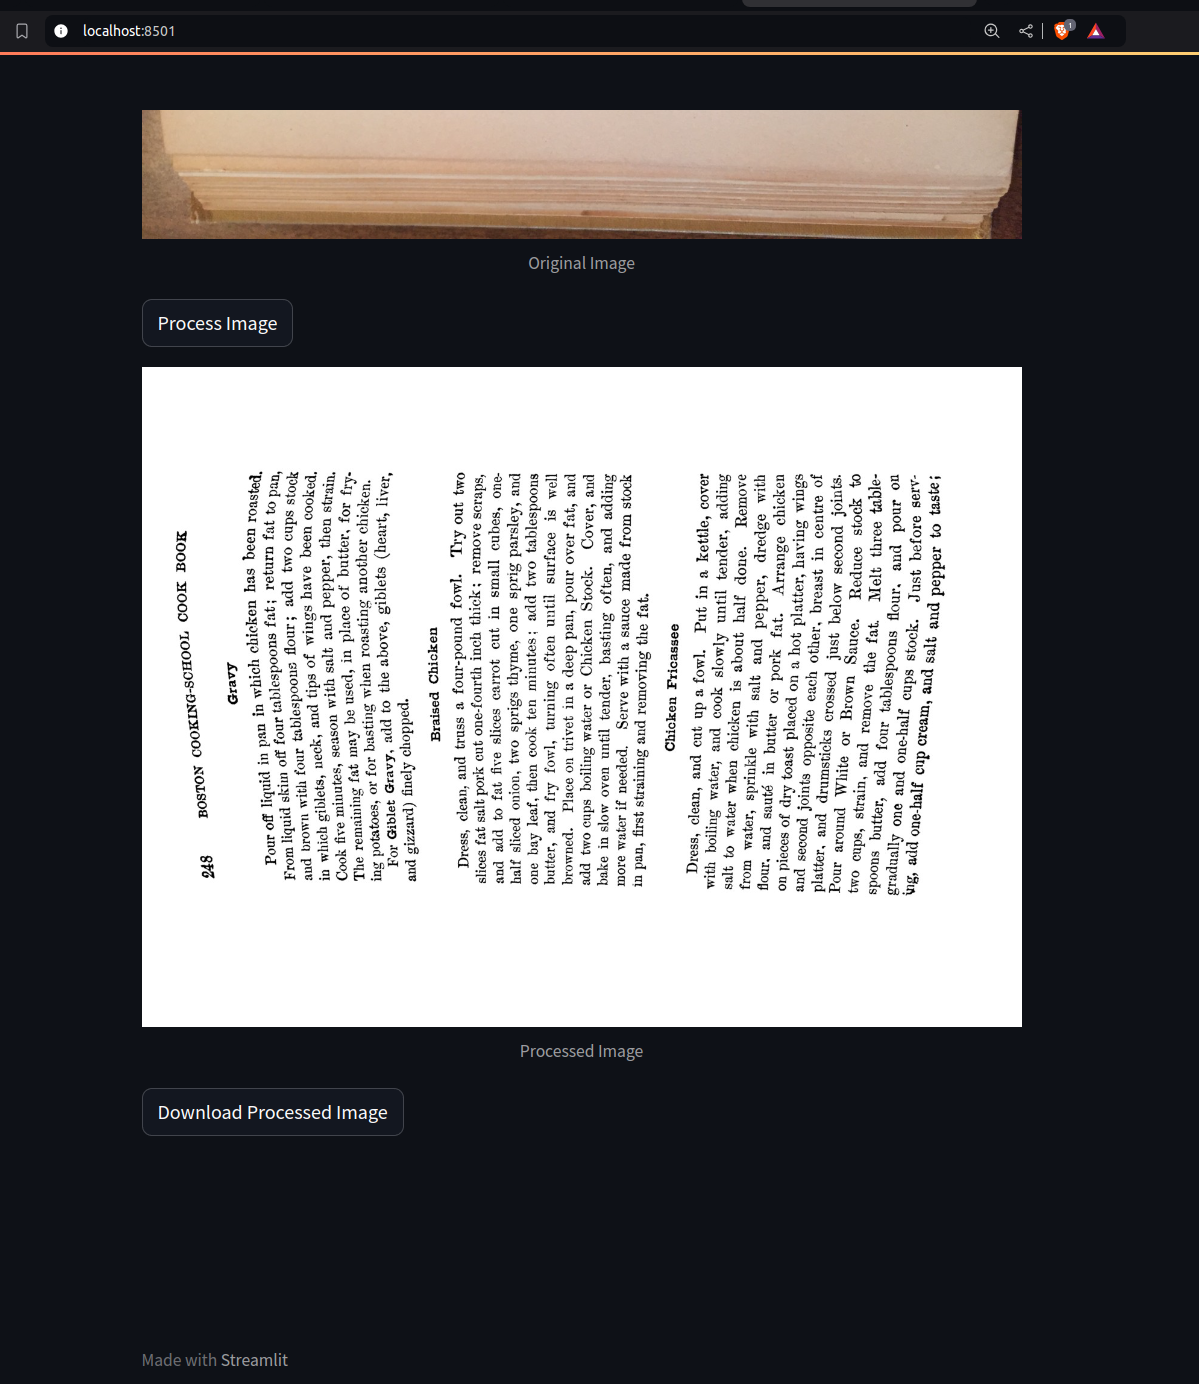 localhost:8501
1
Original Image
Process Image
248 BOSTON COOKING-SCHOOL COOK BOOK
Gravy
Pour off liquid in pan in which chicken has been roasted.
From liquid skim off four tablespoons fat; return fat to pan,
and brown with four tablespoons flour; add two cups stock
in which giblets, neck, and tips of wings have been cooked.
Cook five minutes, season with salt and pepper, then strain.
The remaining fat may be used, in place of butter, for fry-
ing potatoes, or for basting when roasting another chicken.
For Giblet Gravy, add to the above, giblets (heart, liver,
and gizzard) finely chopped.
Braised Chicken
Dress, clean, and truss a four-pound fowl. Try out two
slices fat salt pork cut one-fourth inch thick; remove scraps,
and add to fat five slices carrot cut in small cubes, one-
half sliced onion, two sprigs thyme, one sprig parsley, and
one bay leaf, then cook ten minutes; add two tablespoons
butter, and fry fowl, turning often until surface is well
browned. Place on trivet in a deep pan, pour over fat, and
add two cups boiling water or Chicken Stock. Cover, and
bake in slow oven until tender, basting often, and adding
more water if needed. Serve with a sauce made from stock
in pan, first straining and removing the fat.
Chicken Fricassee
Dress, clean, and cut up a fowl. Put in a kettle, cover
with boiling water, and cook slowly until tender, adding
salt to water when chicken is about half done. Remove
from water, sprinkle with salt and pepper, dredge with
flour, and sauté in butter or pork fat. Arrange chicken
on pieces of dry toast placed on a hot platter, having wings
and second joints opposite each other, breast in centre of
platter, and drumsticks crossed just below second joints.
Pour around White or Brown Sauce. Reduce stock to
two cups, strain, and remove the fat. Melt three table-
spoons butter, add four tablespoons flour, and pour on
gradually one and one-half cups stock. Just before serv-
ing, add one-half cup cream, and salt and pepper to taste;
Processed Image
Download Processed Image
Made with Streamlit